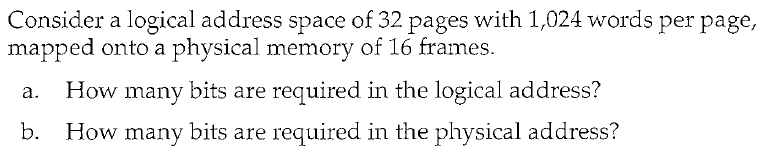 Consider a logical address space of 32 pages with 1,024 words per page,
mapped onto a physical memory of 16 frames.
a. How many bits are required in the logical address?
b. How many bits are required in the physical address?